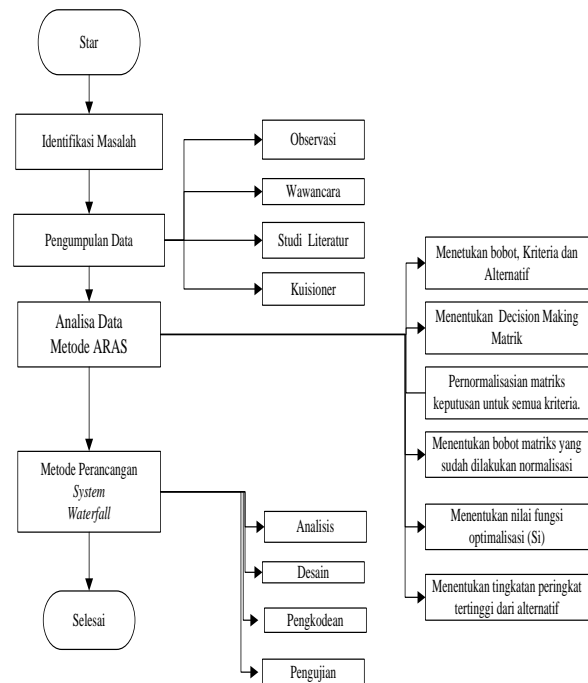 Star
Identifikasi Masalah
Pengumpulan Data
Observasi
Wawancara
Studi Literatur
Kuisioner
Analisa Data
Metode ARAS
Menetukan bobot, Kriteria dan
Alternatif
Menentukan Decision Making
Matrik
Pernormalisasian matriks
keputusan untuk semua kriteria.
Menentukan bobot matriks yang
sudah dilakukan normalisasi
Menentukan nilai fungsi
optimalisasi (Si)
Menentukan tingkatan peringkat
tertinggi dari alternatif
Metode Perancangan
System
Waterfall
Analisis
Desain
Pengkodean
Pengujian
Selesai